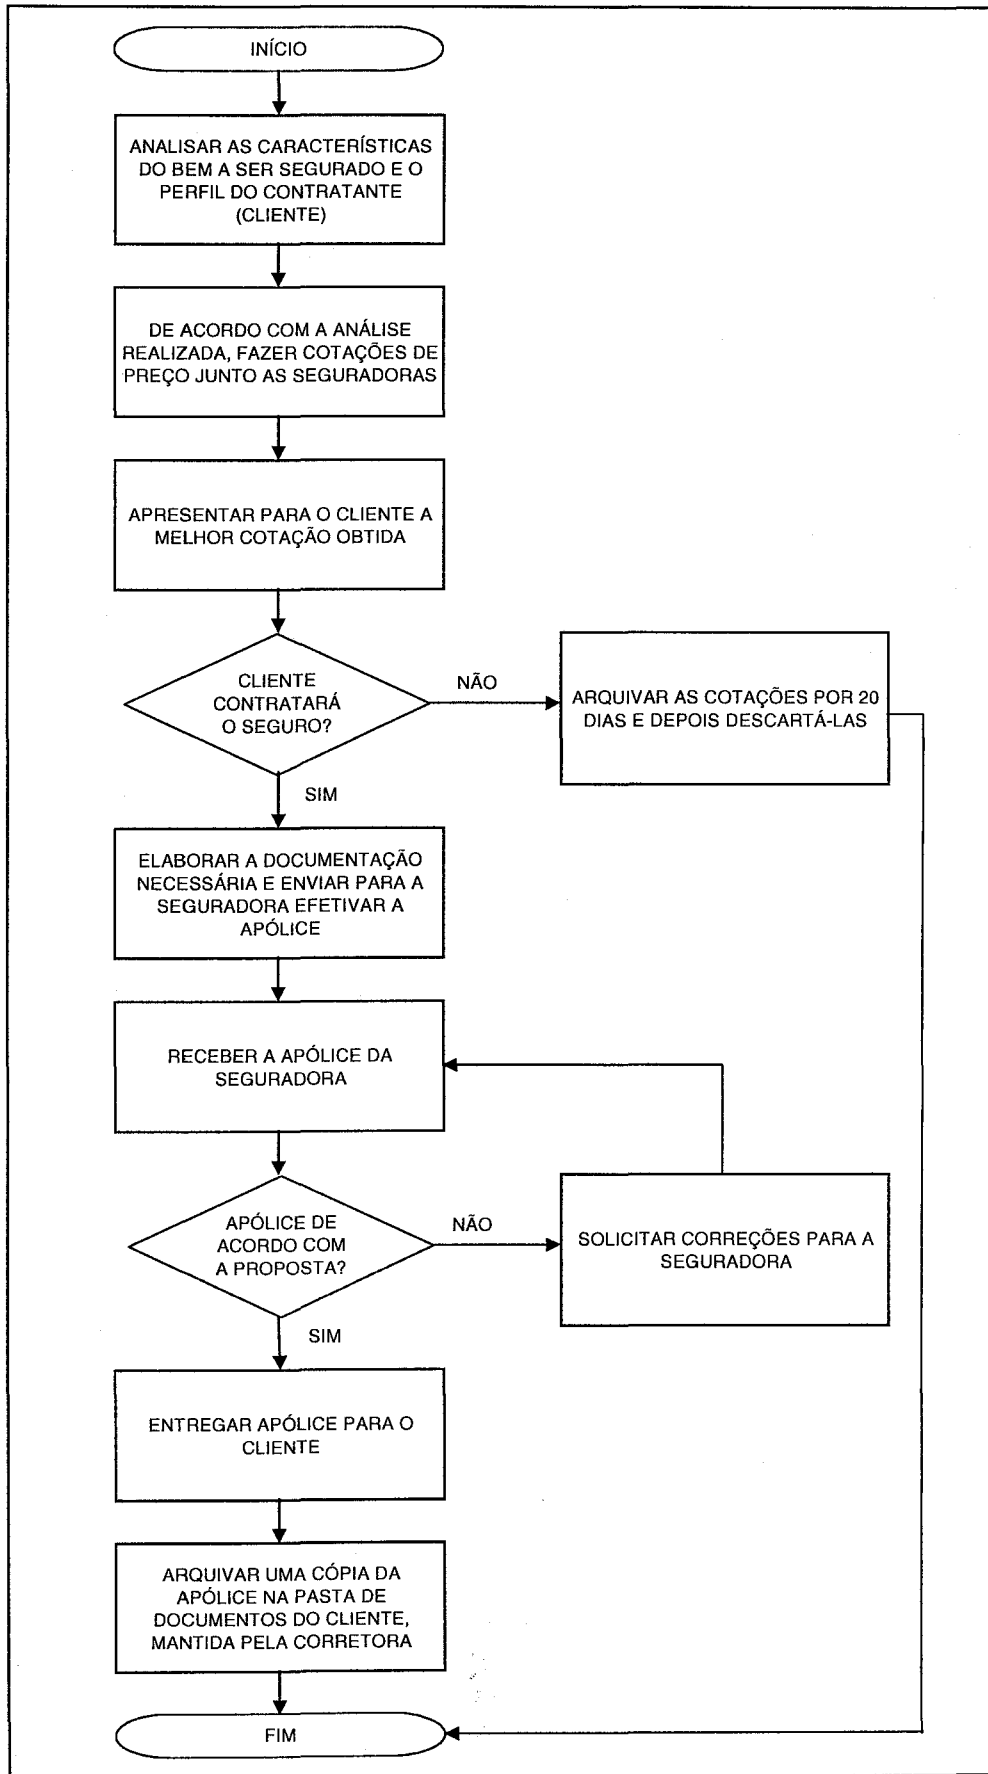 INÍCIO
ANALISAR AS CARACTERÍSTICAS
DO BEM A SER SEGURADO E O
PERFIL DO CONTRATANTE
(CLIENTE)
DE ACORDO COM A ANÁLISE
REALIZADA, FAZER COTAÇÕES DE
PREÇO JUNTO AS SEGURADORAS
APRESENTAR PARA O CLIENTE A
MELHOR COTAÇÃO OBTIDA
CLIENTE
CONTRATARÁ
O SEGURO?
NÃO
ARQUIVAR AS COTAÇÕES POR 20
DIAS E DEPOIS DESCARTÁ-LAS
SIM
ELABORAR A DOCUMENTAÇÃO
NECESSÁRIA E ENVIAR PARA A
SEGURADORA EFETIVAR A
APÓLICE
RECEBER A APÓLICE DA
SEGURADORA
APÓLICE DE
ACORDO COM
A PROPOSTA?
NÃO
SOLICITAR CORREÇÕES PARA A
SEGURADORA
SIM
ENTREGAR APÓLICE PARA O
CLIENTE
ARQUIVAR UMA CÓPIA DA
APÓLICE NA PASTA DE
DOCUMENTOS DO CLIENTE,
MANTIDA PELA CORRETORA
FIM